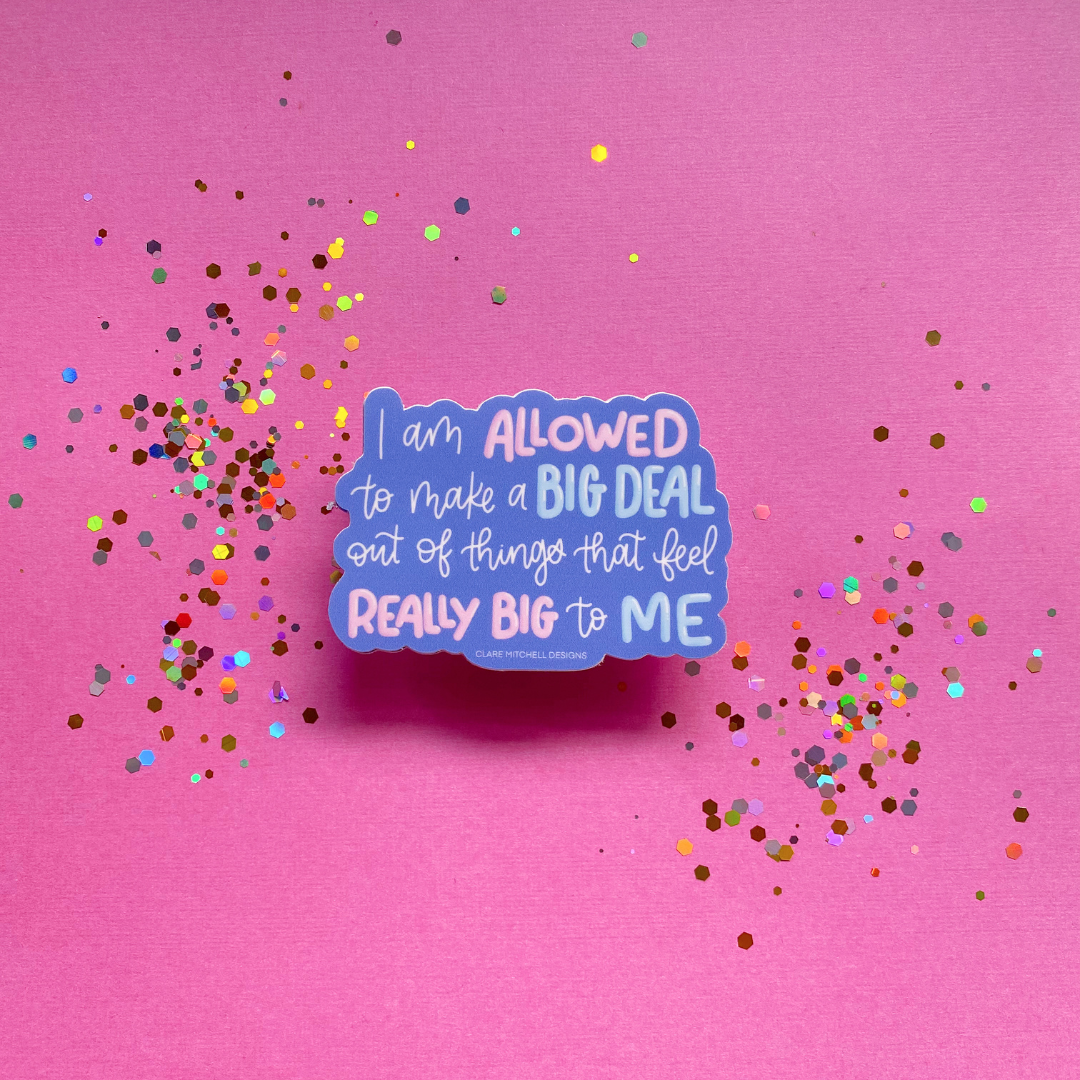 I am ALLOWED
to make a BIG DEAL
out of things that feel
REALLY BIG to ME
CLARE MITCHELL DESIGNS